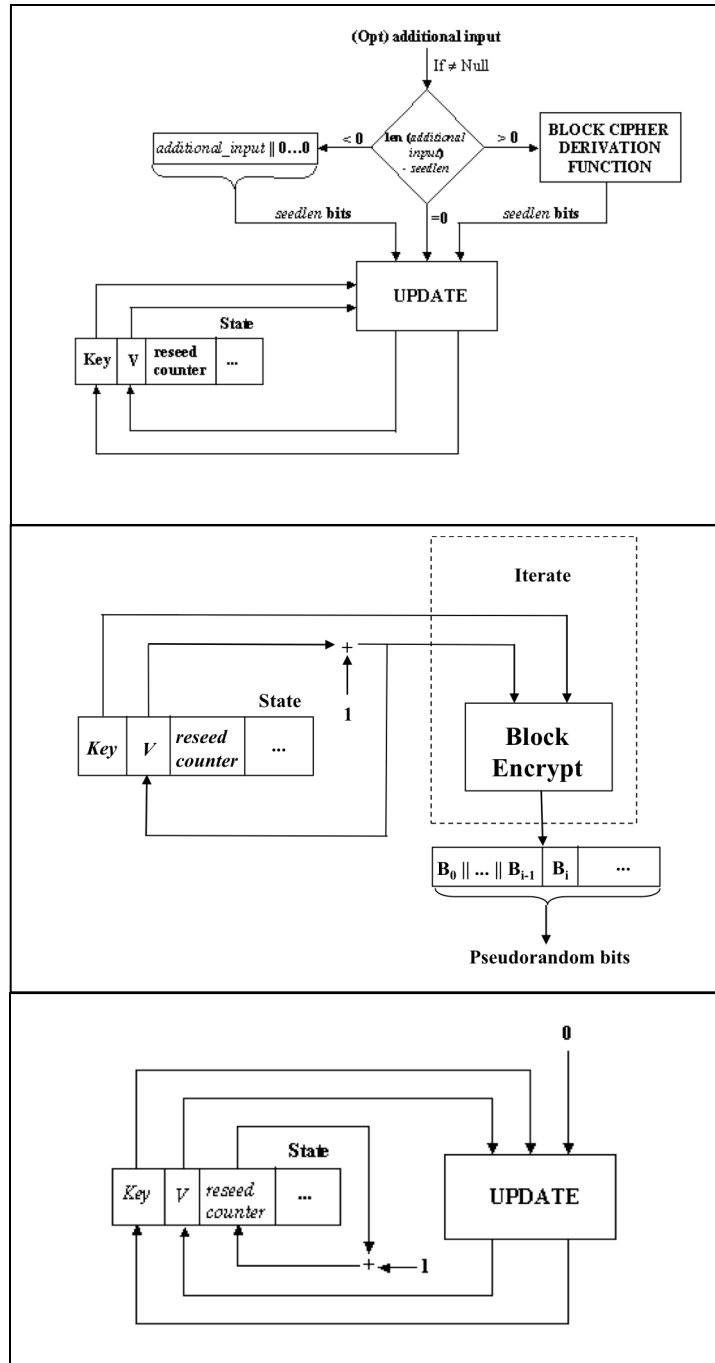 (Opt) additional input
If ≠ Null
< 0
len (additional
input)
- seedlen
> 0
additional_input || 0...0
BLOCK CIPHER
DERIVATION
FUNCTION
seedlen bits
=0
seedlen bits
UPDATE
State
Key
V
reseed
counter
...
Iterate
+
1
State
Key
V
reseed
counter
...
Block
Encrypt
B0 || ... || Bi-1
Bi
...
Pseudorandom bits
0
State
Key
V
reseed
counter
...
UPDATE
+
1